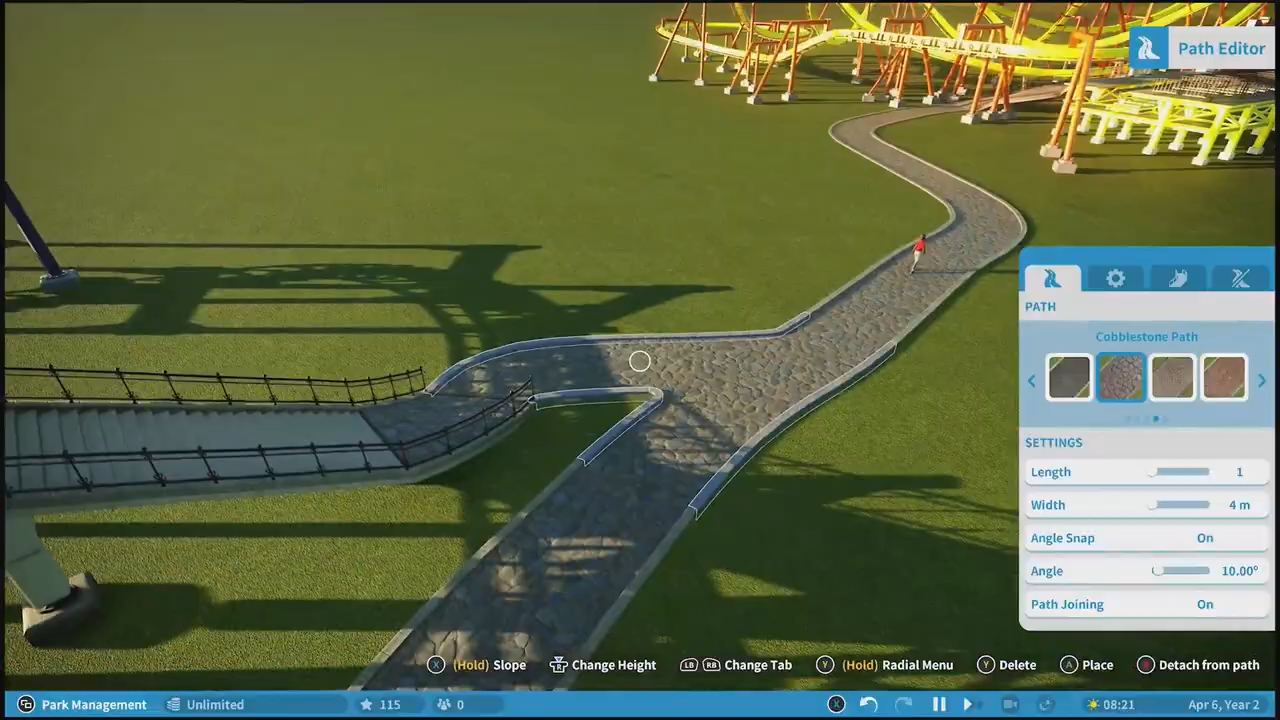 Path Editor
PATH
Cobblestone Path
SETTINGS
Length 1
Width 4 m
Angle Snap On
Angle 10.00°
Path Joining On
X (Hold) Slope Change Height LB RB Change Tab Y (Hold) Radial Menu Y Delete A Place B Detach from path
Park Management Unlimited 115 0 X 08:21 Apr 6, Year 2